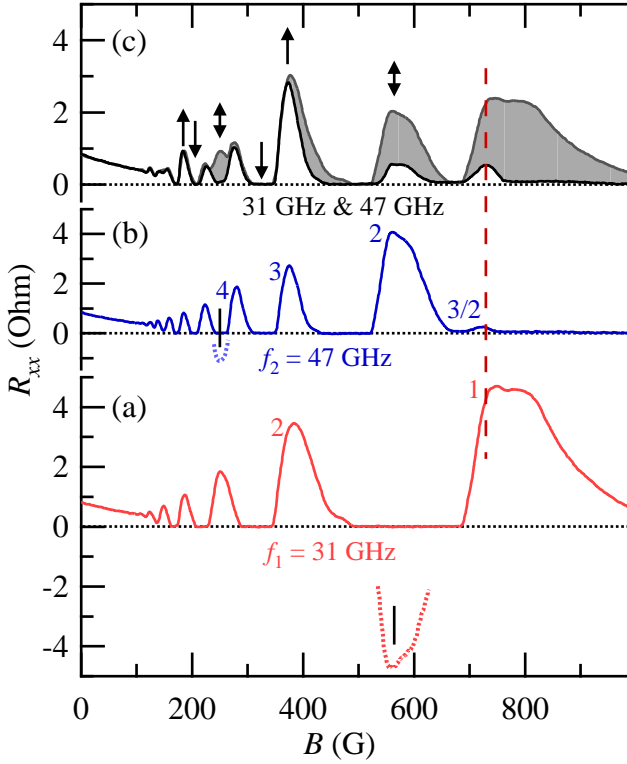 (c)
4
2
0
31 GHz & 47 GHz
(b)
4
2
0
4
3
2
3/2
f₂ = 47 GHz
Rₓₓ (Ohm)
(a)
4
2
0
-2
-4
2
1
f₁ = 31 GHz
0
200
400
600
800
B (G)